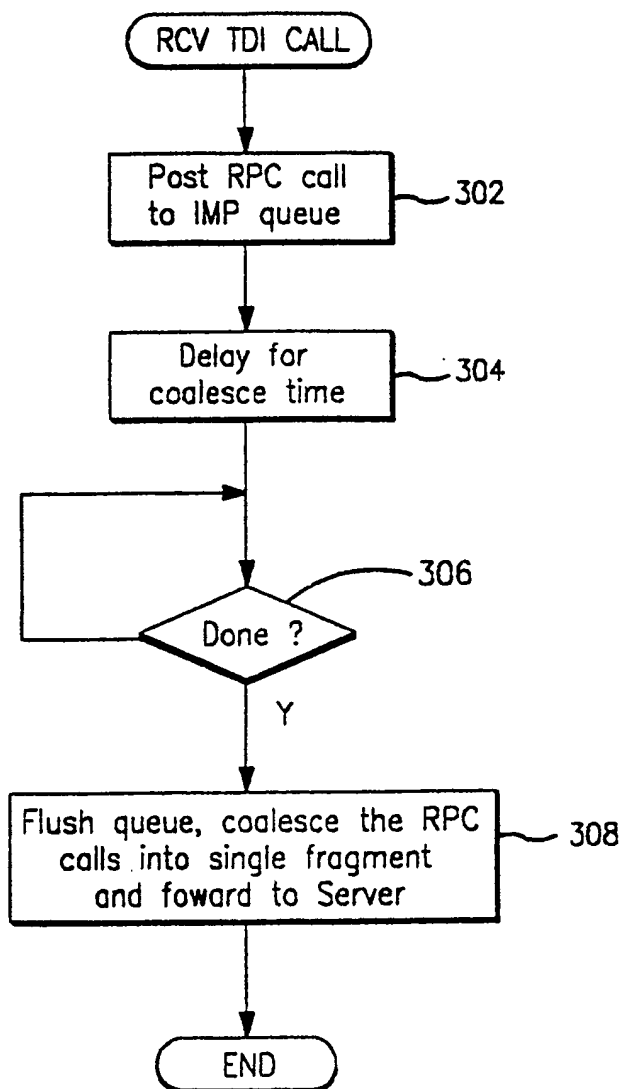 RCV TDI CALL
Post RPC call
to IMP queue
302
Delay for
coalesce time
304
306
Done ?
Y
Flush queue, coalesce the RPC
calls into single fragment
and foward to Server
308
END